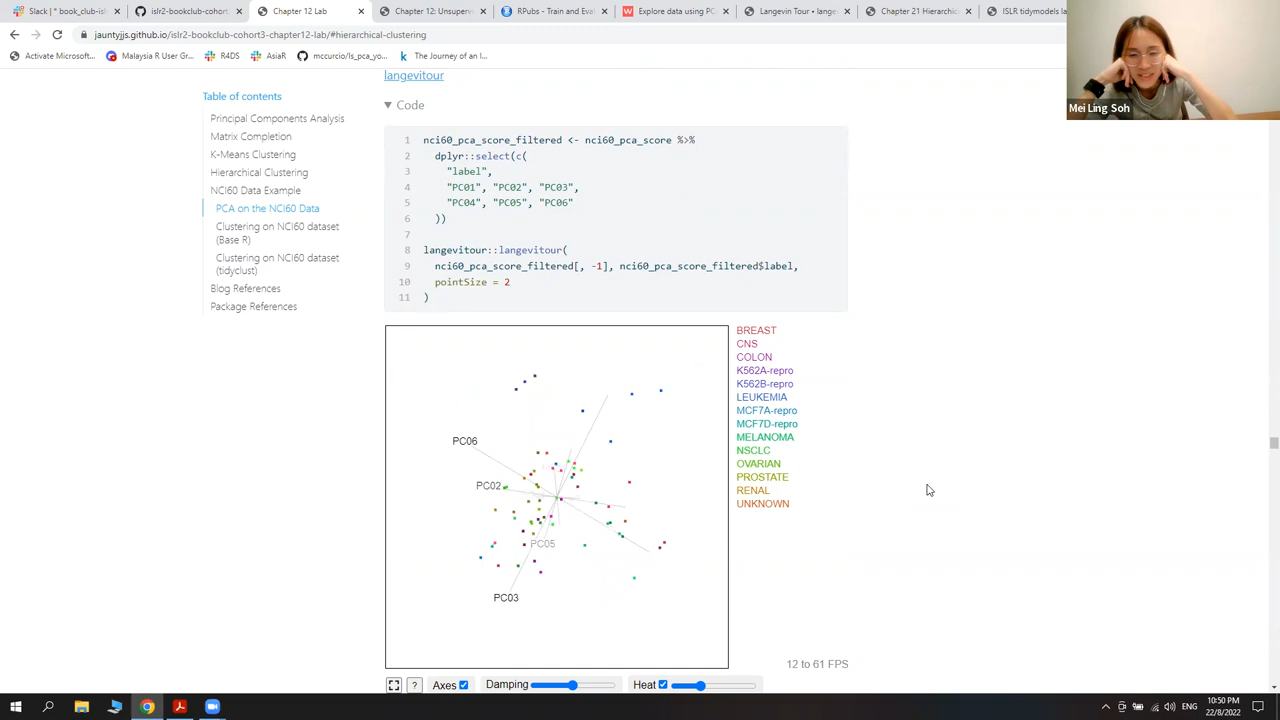 Slack | book_club-isl
islr2-bookclub-cohort3-
Chapter 12 Lab
Chapter 12: Unsuperv
RPubs - Train and Eval
Explore data using PC
Langevin Tour • lange
Chapter 21 Hierarchic
ISLR tidymodels l
jauntyjjs.github.io/islr2-bookclub-cohort3-chapter12-lab/#hierarchical-clustering
Activate Microsoft...
Malaysia R User Gr...
R4DS
AsiaR
mccurcio/Is_pca_yo...
The Journey of an I...
Mei Ling Soh
Table of contents
Principal Components Analysis
Matrix Completion
K-Means Clustering
Hierarchical Clustering
NCI60 Data Example
PCA on the NCI60 Data
Clustering on NCI60 dataset
(Base R)
Clustering on NCI60 dataset
(tidyclust)
Blog References
Package References
langevitour
Code
1 nci60_pca_score_filtered <- nci60_pca_score %>%
2 dplyr::select(c(
3 "label",
4 "PC01", "PC02", "PC03",
5 "PC04", "PC05", "PC06"
6 ))
7
8 langevitour::langevitour(
9 nci60_pca_score_filtered[, -1], nci60_pca_score_filtered$label,
10 pointSize = 2
11 )
PC06
PC02
PC05
PC03
BREAST
CNS
COLON
K562A-repro
K562B-repro
LEUKEMIA
MCF7A-repro
MCF7D-repro
MELANOMA
NSCLC
OVARIAN
PROSTATE
RENAL
UNKNOWN
12 to 61 FPS
? Axes Damping Heat
ENG
10:50 PM
22/8/2022